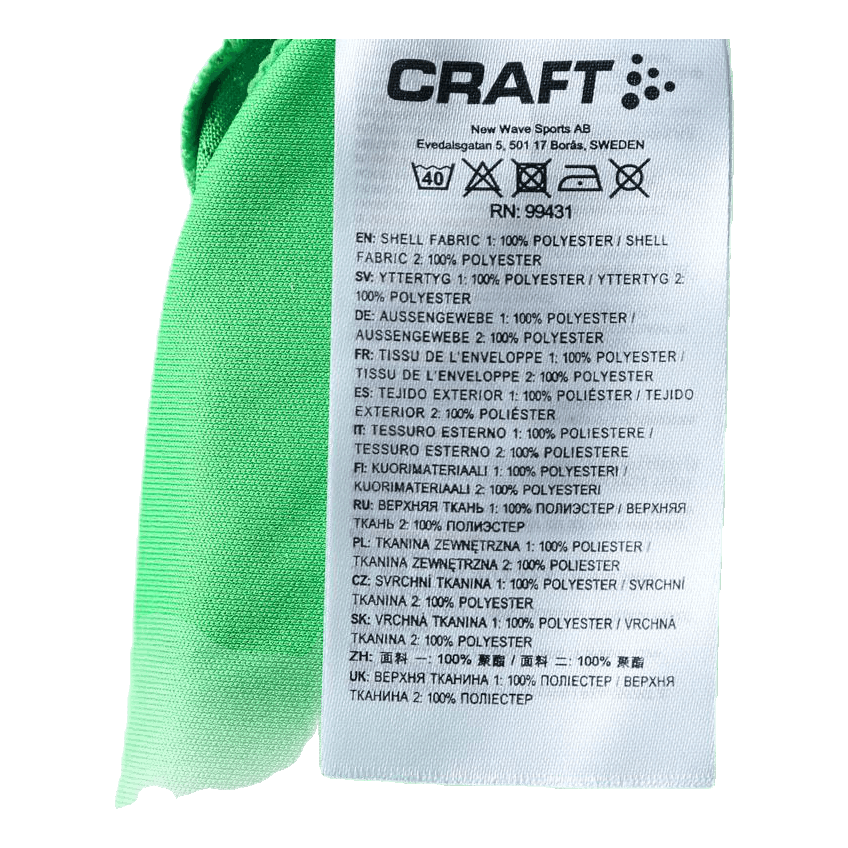 CRAFT
New Wave Sports AB
Evedalsgatan 5, 501 17 Borås, SWEDEN
40
RN: 99431
EN: SHELL FABRIC 1: 100% POLYESTER / SHELL
FABRIC 2: 100% POLYESTER
SV: YTTERTYG 1: 100% POLYESTER / YTTERTYG 2:
100% POLYESTER
DE: AUSSENGEWEBE 1: 100% POLYESTER /
AUSSENGEWEBE 2: 100% POLYESTER
FR: TISSU DE L'ENVELOPPE 1: 100% POLYESTER /
TISSU DE L'ENVELOPPE 2: 100% POLYESTER
ES: TEJIDO EXTERIOR 1: 100% POLIÉSTER / TEJIDO
EXTERIOR 2: 100% POLIÉSTER
IT: TESSURO ESTERNO 1: 100% POLIESTERE /
TESSURO ESTERNO 2: 100% POLIESTERE
FI: KUORIMATERIAALI 1: 100% POLYESTERI /
KUORIMATERIAALI 2: 100% POLYESTERI
RU: ВЕРХНЯЯ ТКАНЬ 1: 100% ПОЛИЭСТЕР / ВЕРХНЯЯ
ТКАНЬ 2: 100% ПОЛИЭСТЕР
PL: TKANINA ZEWNĘTRZNA 1: 100% POLIESTER /
TKANINA ZEWNĘTRZNA 2: 100% POLIESTER
CZ: SVRCHNÍ TKANINA 1: 100% POLYESTER / SVRCHNÍ
TKANINA 2: 100% POLYESTER
SK: VRCHNÁ TKANINA 1: 100% POLYESTER / VRCHNÁ
TKANINA 2: 100% POLYESTER
ZH: 面料 一: 100% 聚酯 / 面料 二: 100% 聚酯
UK: ВЕРХНЯ ТКАНИНА 1: 100% ПОЛІЕСТЕР / ВЕРХНЯ
ТКАНИНА 2: 100% ПОЛІЕСТЕР